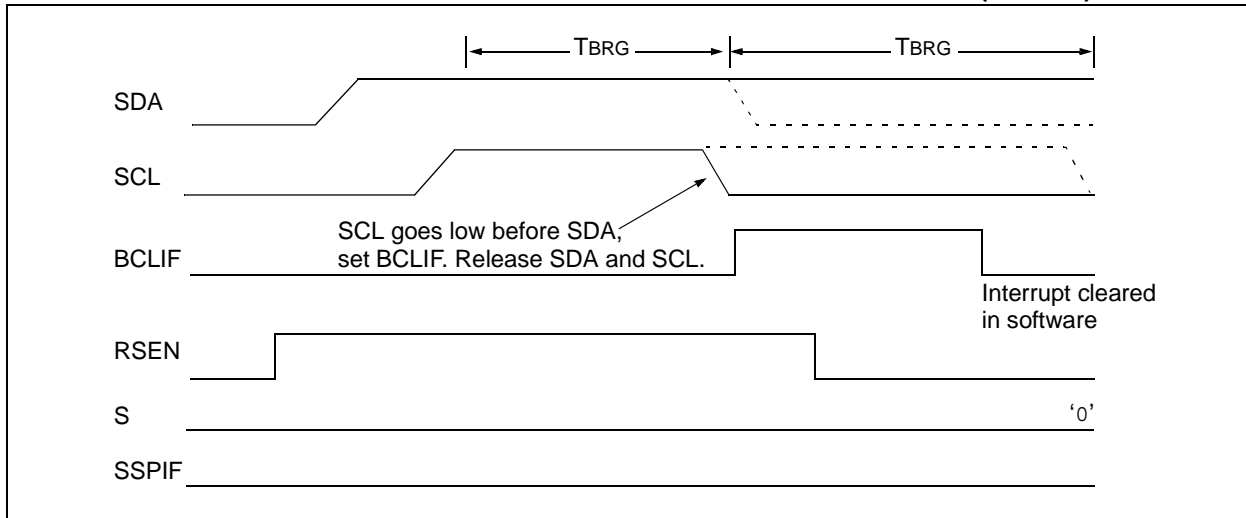 TBRG TBRG
SDA
SCL
SCL goes low before SDA,
set BCLIF. Release SDA and SCL.
BCLIF
Interrupt cleared
in software
RSEN
S
‘0’
SSPIF